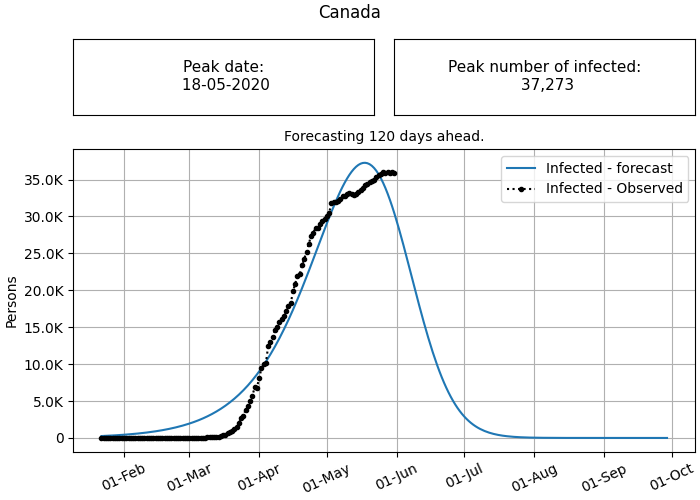 Canada
Peak date:
18-05-2020
Peak number of infected:
37,273
Forecasting 120 days ahead.
Infected - forecast
Infected - Observed
Persons
35.0K
30.0K
25.0K
20.0K
15.0K
10.0K
5.0K
0
01-Feb
01-Mar
01-Apr
01-May
01-Jun
01-Jul
01-Aug
01-Sep
01-Oct